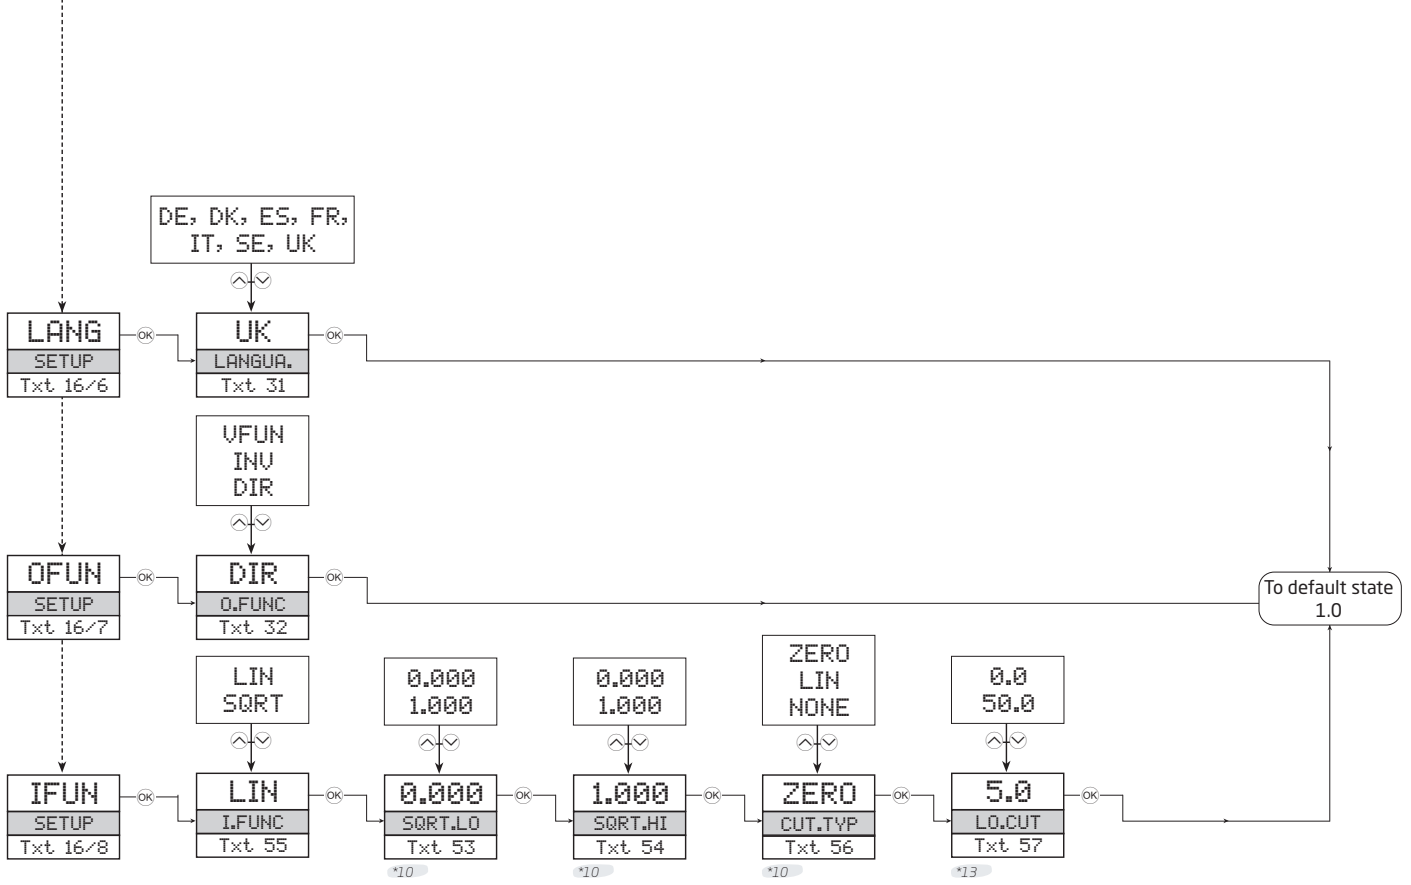 DE, DK, ES, FR,
IT, SE, UK
LANG
SETUP
Txt 16/6
OK
UK
LANGUA.
Txt 31
OK
VFUN
INV
DIR
OFUN
SETUP
Txt 16/7
OK
DIR
O.FUNC
Txt 32
OK
To default state
1.0
LIN
SQRT
0.000
1.000
0.000
1.000
ZERO
LIN
NONE
0.0
50.0
IFUN
SETUP
Txt 16/8
OK
LIN
I.FUNC
Txt 55
OK
0.000
SQRT.LO
Txt 53
*10
OK
1.000
SQRT.HI
Txt 54
*10
OK
ZERO
CUT.TYP
Txt 56
*10
OK
5.0
LO.CUT
Txt 57
*13
OK